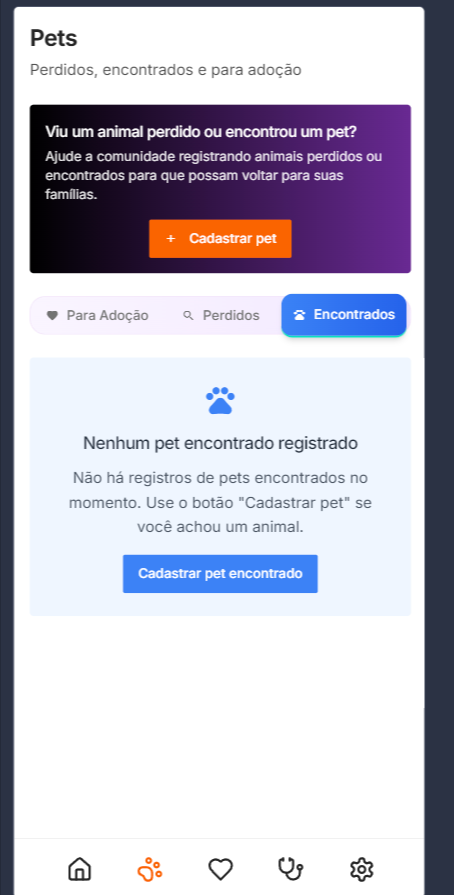 Pets
Perdidos, encontrados e para adoção
Viu um animal perdido ou encontrou um pet?
Ajude a comunidade registrando animais perdidos ou
encontrados para que possam voltar para suas
famílias.
+ Cadastrar pet
Para Adoção Perdidos Encontrados
Nenhum pet encontrado registrado
Não há registros de pets encontrados no
momento. Use o botão "Cadastrar pet" se
você achou um animal.
Cadastrar pet encontrado